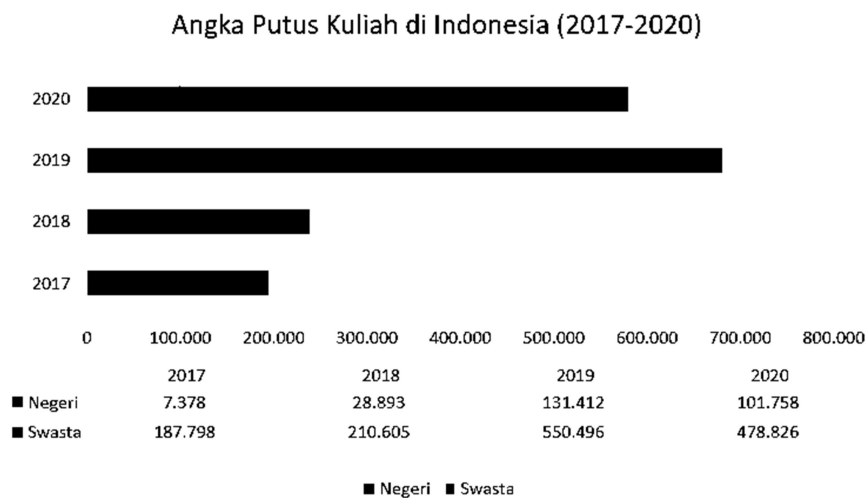 Angka Putus Kuliah di Indonesia (2017-2020)
2020
2019
2018
2017
0 100.000 200.000 300.000 400.000 500.000 600.000 700.000 800.000
2017 2018 2019 2020
Negeri 7.378 28.893 131.412 101.758
Swasta 187.798 210.605 550.496 478.826
Negeri Swasta